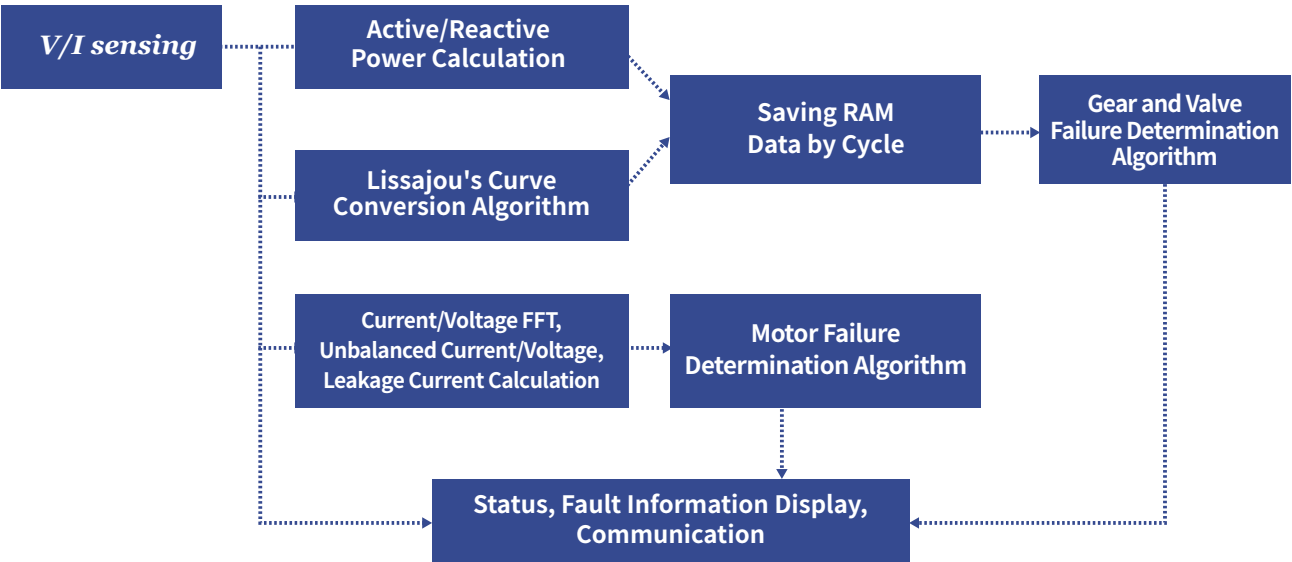 V/I sensing
Active/Reactive
Power Calculation
Saving RAM
Data by Cycle
Gear and Valve
Failure Determination
Algorithm
Lissajou's Curve
Conversion Algorithm
Current/Voltage FFT,
Unbalanced Current/Voltage,
Leakage Current Calculation
Motor Failure
Determination Algorithm
Status, Fault Information Display,
Communication